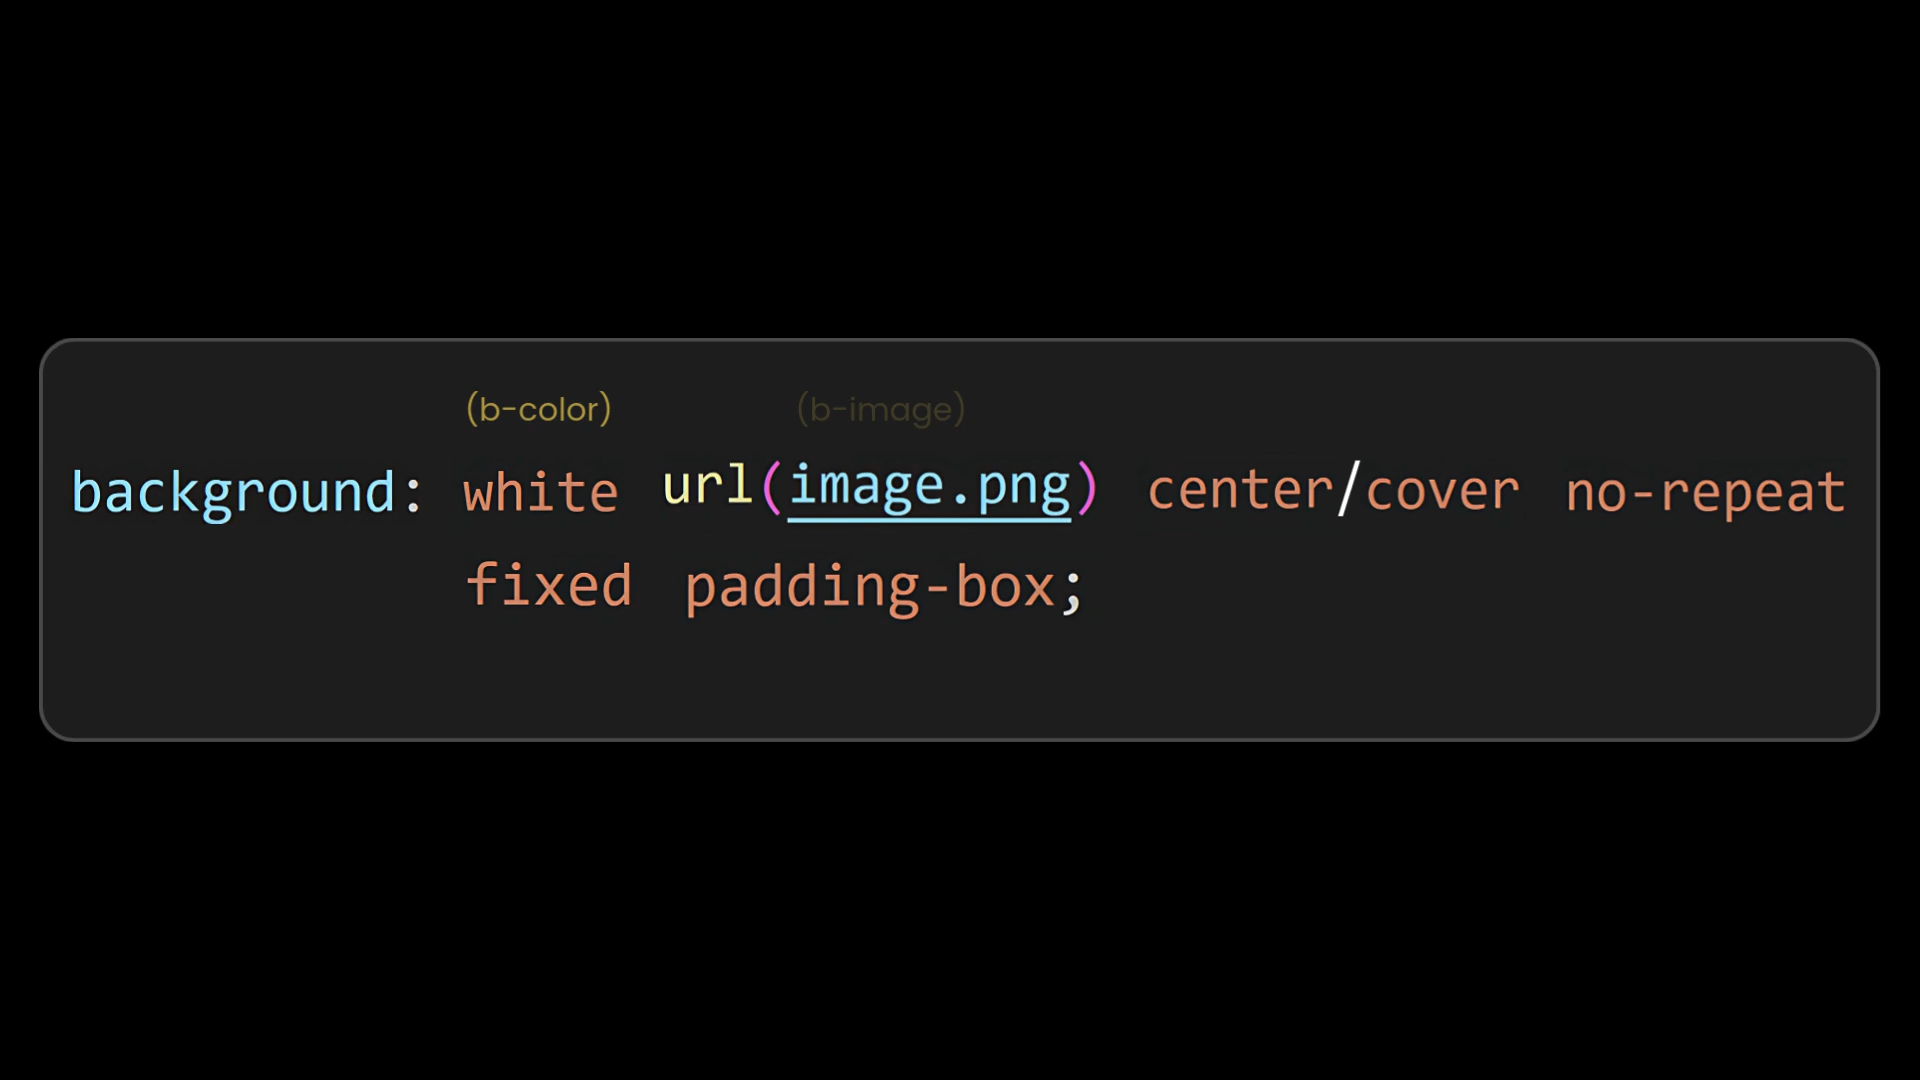 (b-color) (b-image)
background: white url(image.png) center/cover no-repeat
fixed padding-box;